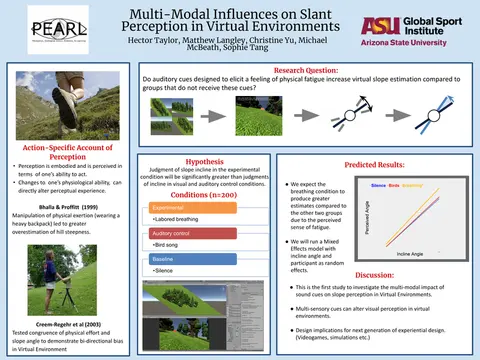 PEARL
Multi-Modal Influences on Slant
Perception in Virtual Environments
Hector Taylor, Matthew Langley, Christine Yu, Michael
McBeath, Sophie Tang
ASU
Global Sport
Institute
Arizona State University
Action-Specific Account of
Perception
• Perception is embodied and is perceived in
terms of one's ability to act.
• Changes to one's physiological ability, can
directly alter perceptual experience.
Bhalla & Proffitt (1999)
Manipulation of physical exertion (wearing a
heavy backpack) led to greater
overestimation of hill steepness.
Creem-Regehr et al (2003)
Tested congruence of physical effort and
slope angle to demonstrate bi-directional bias
in Virtual Environment
Research Question:
Do auditory cues designed to elicit a feeling of physical fatigue increase virtual slope estimation compared to
groups that do not receive these cues?
Hypothesis
Judgment of slope incline in the experimental
condition will be significantly greater than judgments
of incline in visual and auditory control conditions.
Conditions (n=200)
Experimental
•Labored breathing
Auditory control
•Bird song
Baseline
•Silence
Predicted Results:
• We expect the
breathing condition to
produce greater
estimates compared to
the other two groups
due to the perceived
sense of fatigue.
• We will run a Mixed
Effects model with
incline angle and
participant as random
effects.
Silence Birds Breathing
Perceived Angle
Incline Angle
Discussion:
• This is the first study to investigate the multi-modal impact of
sound cues on slope perception in Virtual Environments.
• Multi-sensory cues can alter visual perception in virtual
environments.
• Design implications for next generation of experiential design.
(Videogames, simulations etc.)